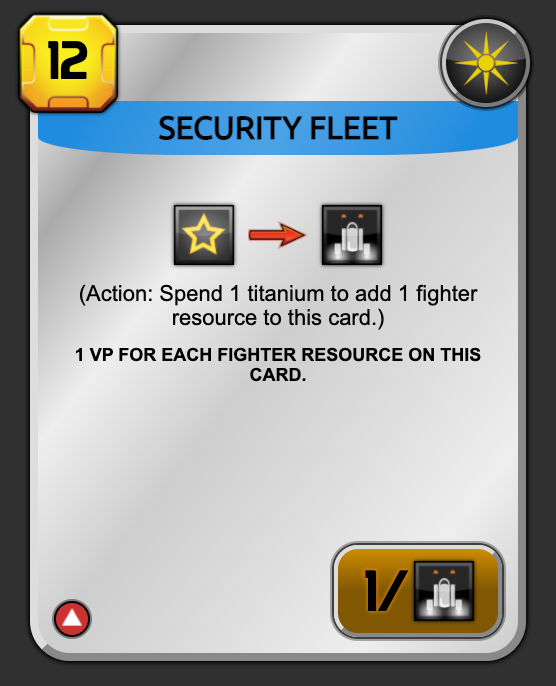 12
SECURITY FLEET
(Action: Spend 1 titanium to add 1 fighter
resource to this card.)
1 VP FOR EACH FIGHTER RESOURCE ON THIS
CARD.
1/